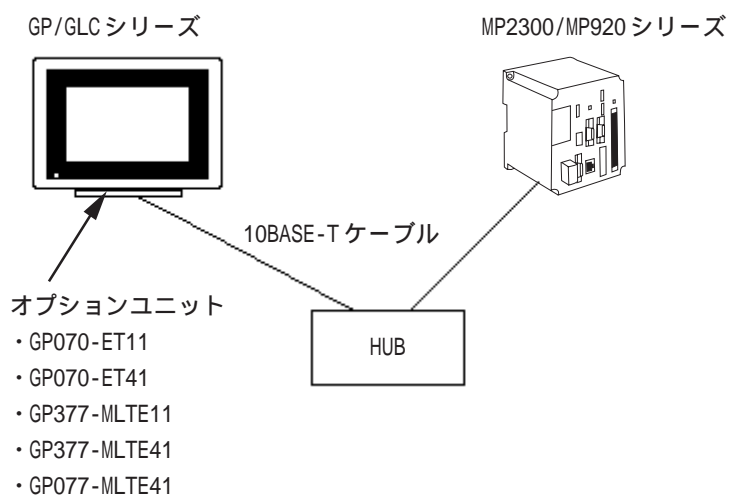 GP/GLCシリーズ
MP2300/MP920シリーズ
10BASE-Tケーブル
オプションユニット
・GP070-ET11
・GP070-ET41
・GP377-MLTE11
・GP377-MLTE41
・GP077-MLTE41
HUB